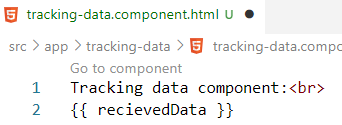 tracking-data.component.html U ●
src > app > tracking-data > tracking-data.compo
Go to component
1 Tracking data component:<br>
2 {{ recievedData }}